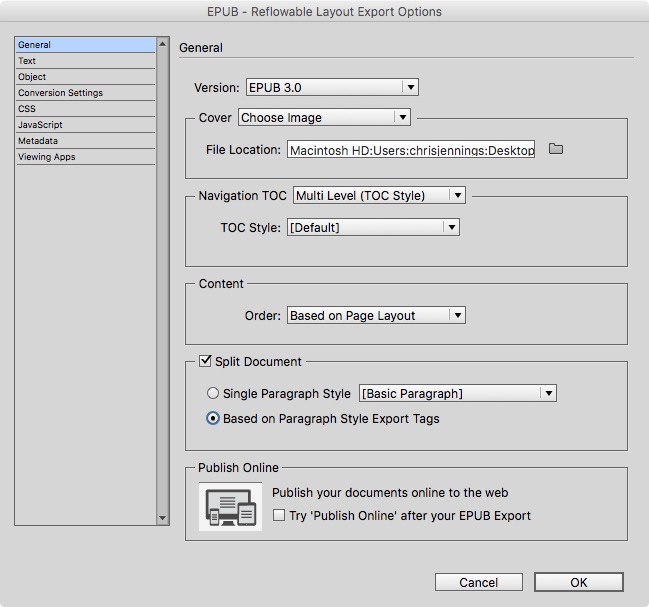 EPUB - Reflowable Layout Export Options
General
Text
Object
Conversion Settings
CSS
JavaScript
Metadata
Viewing Apps
General
Version: EPUB 3.0
Cover Choose Image
File Location: Macintosh HD:Users:chrisjennings:Desktop
Navigation TOC Multi Level (TOC Style)
TOC Style: [Default]
Content
Order: Based on Page Layout
Split Document
Single Paragraph Style [Basic Paragraph]
Based on Paragraph Style Export Tags
Publish Online
Publish your documents online to the web
Try 'Publish Online' after your EPUB Export
Cancel OK